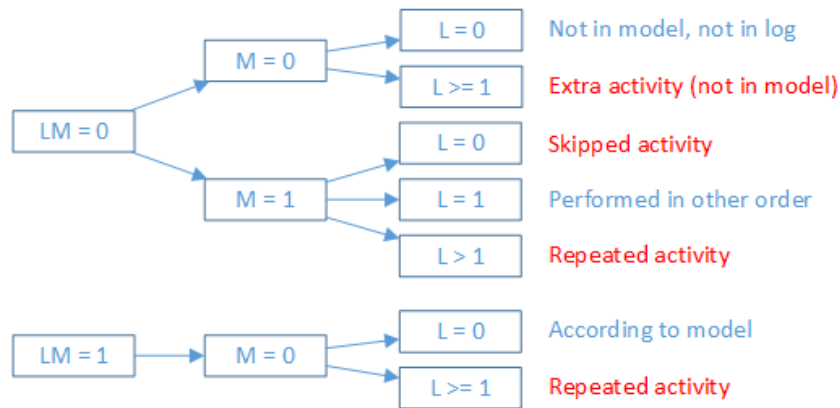 L = 0 Not in model, not in log
M = 0
L >= 1 Extra activity (not in model)
LM = 0
L = 0 Skipped activity
M = 1 L = 1 Performed in other order
L > 1 Repeated activity
L = 0 According to model
LM = 1 M = 0
L >= 1 Repeated activity